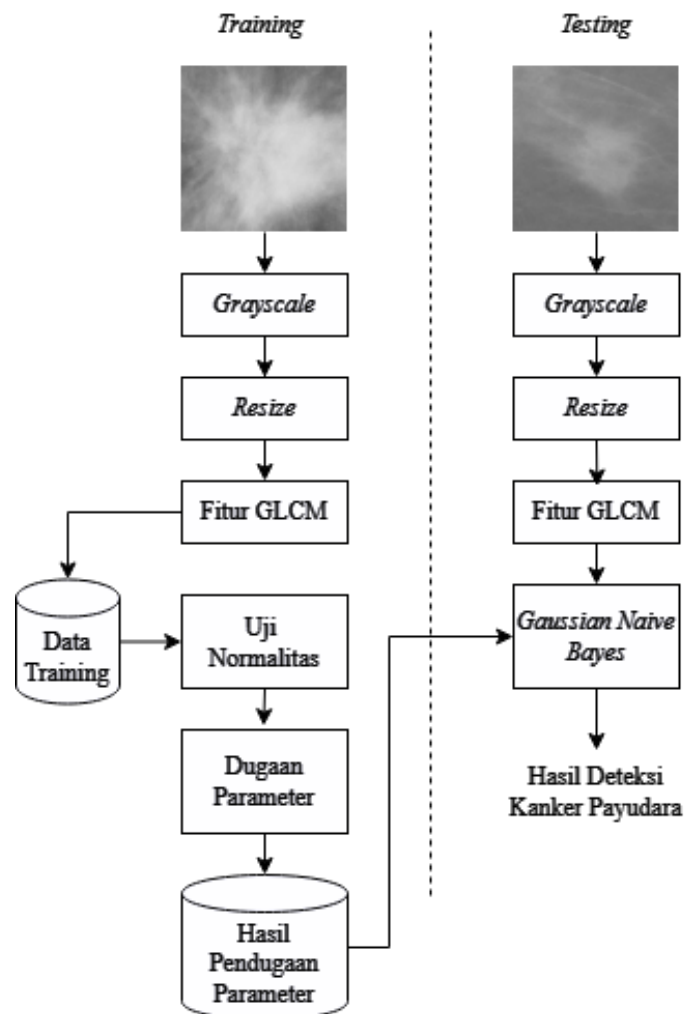 Training
Grayscale
Resize
Fitur GLCM
Data
Training
Uji
Normalitas
Dugaan
Parameter
Hasil
Pendugaan
Parameter
Testing
Grayscale
Resize
Fitur GLCM
Gaussian Naive
Bayes
Hasil Deteksi
Kanker Payudara